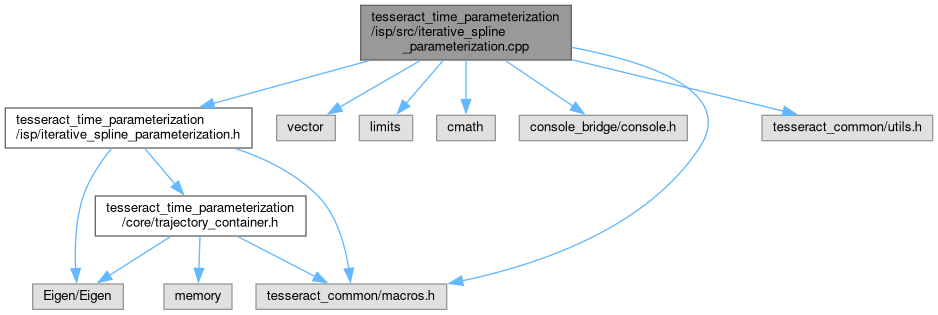 tesseract_time_parameterization
/isp/src/iterative_spline
_parameterization.cpp
tesseract_time_parameterization
/isp/iterative_spline_parameterization.h
vector
limits
cmath
console_bridge/console.h
tesseract_common/utils.h
tesseract_time_parameterization
/core/trajectory_container.h
Eigen/Eigen
memory
tesseract_common/macros.h